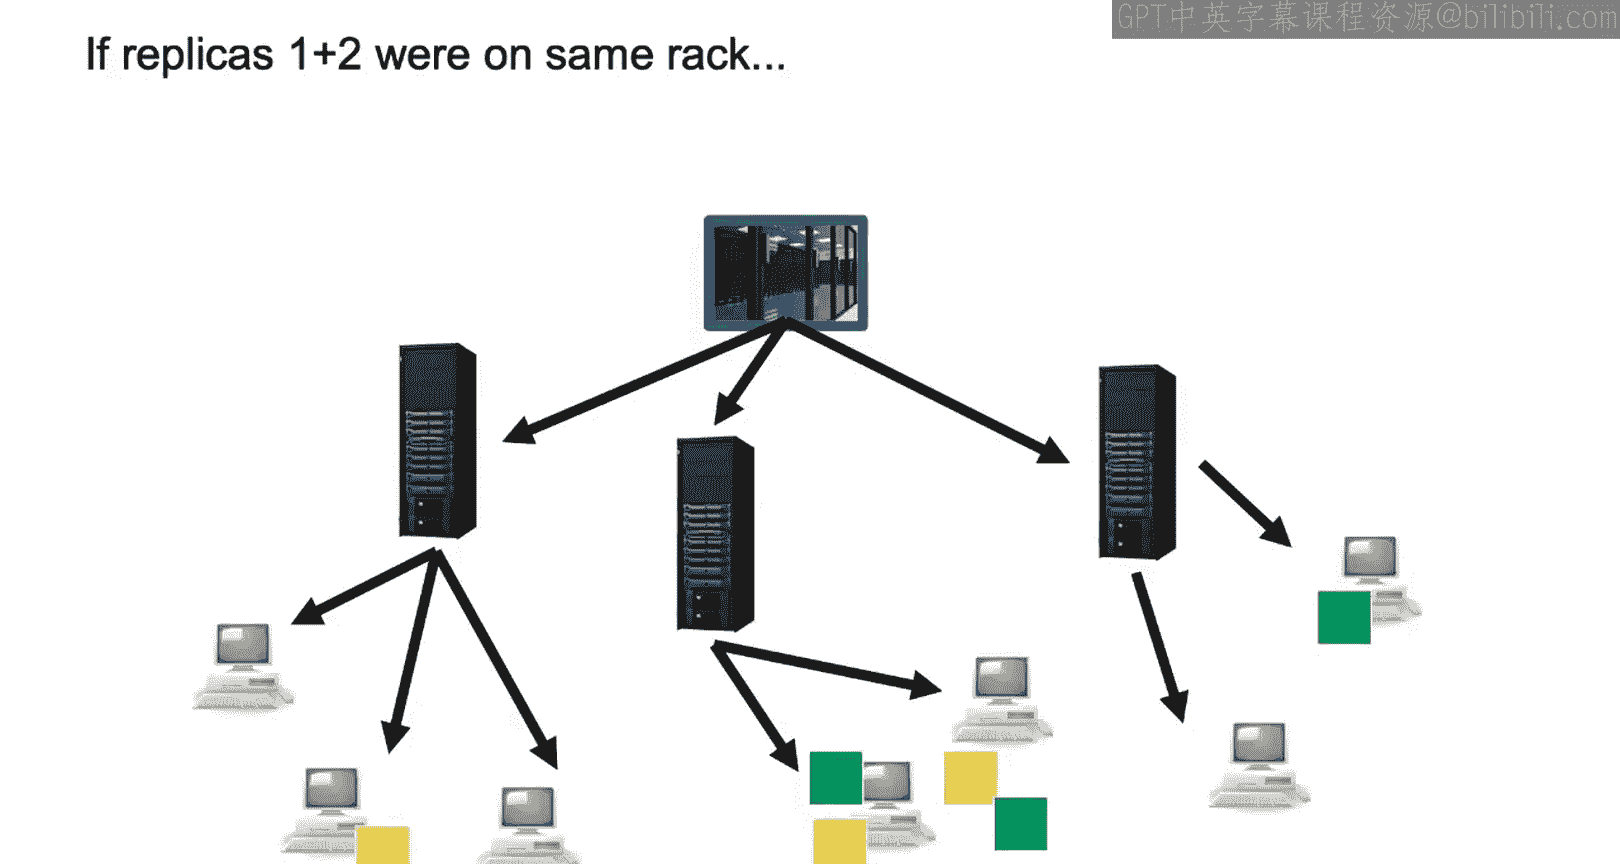 GPT中英字幕课程资源@bilibili.com
If replicas 1+2 were on same rack...